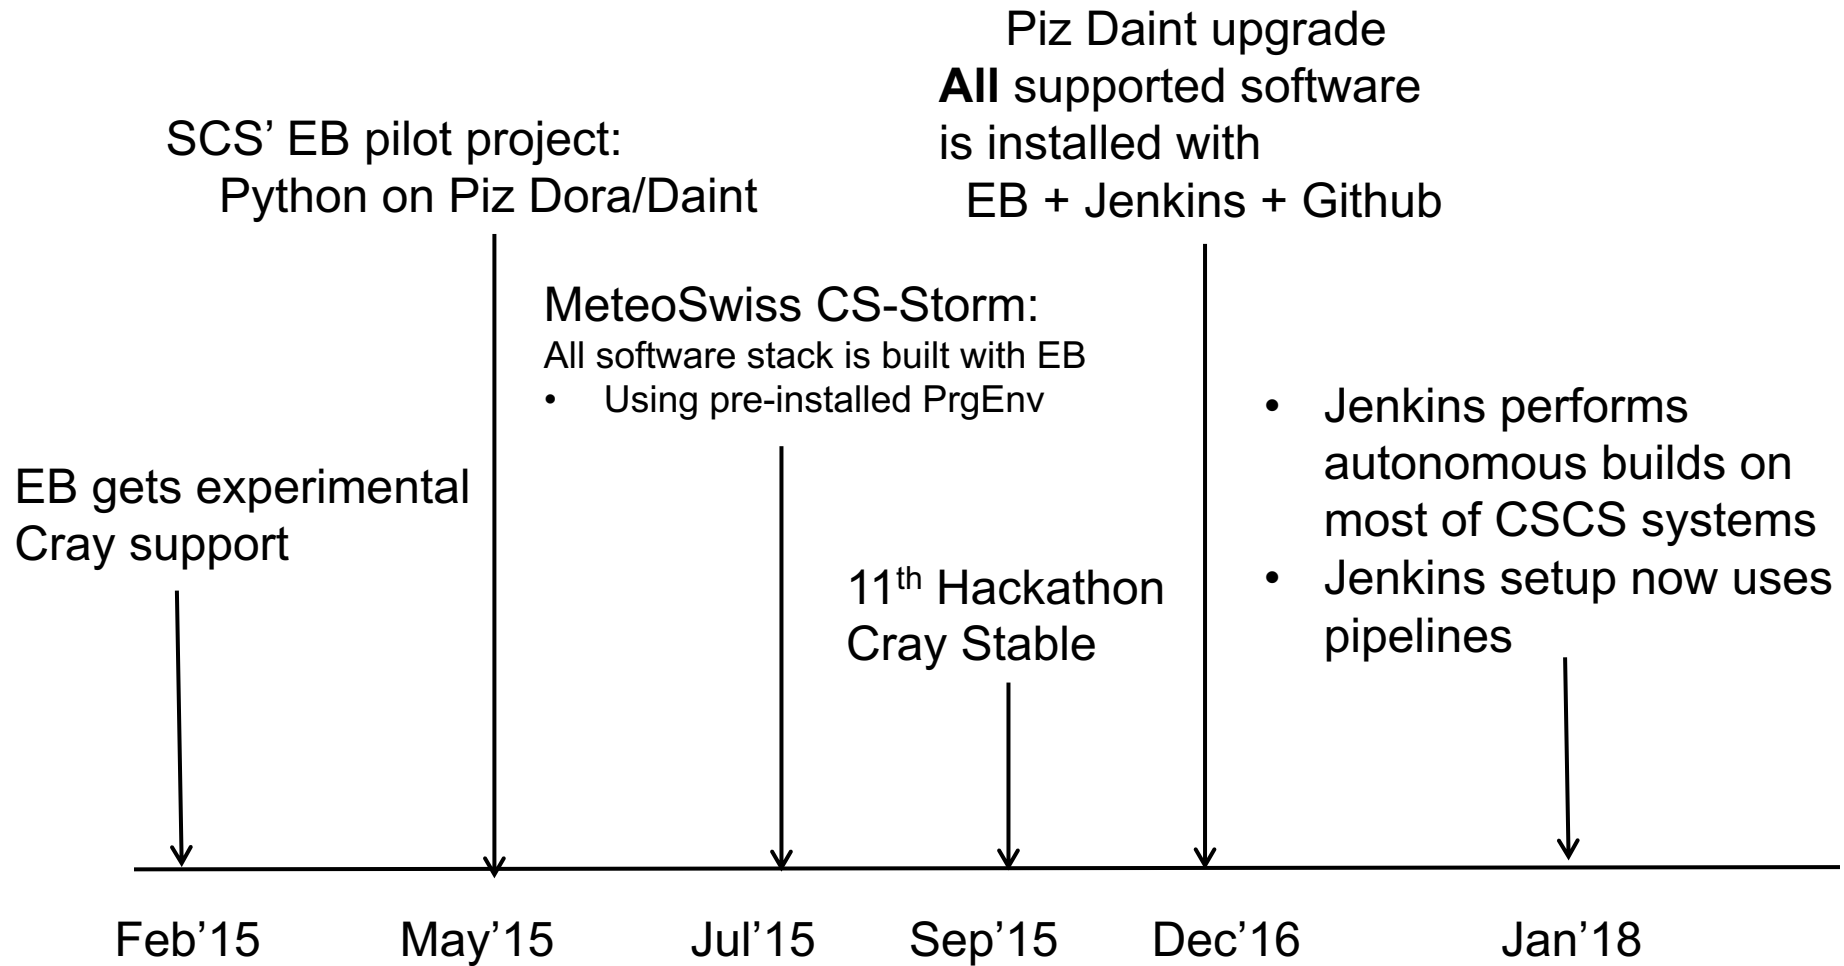 Piz Daint upgrade
All supported software
is installed with
EB + Jenkins + Github
SCS’ EB pilot project:
Python on Piz Dora/Daint
MeteoSwiss CS-Storm:
All software stack is built with EB
• Using pre-installed PrgEnv
• Jenkins performs
autonomous builds on
most of CSCS systems
• Jenkins setup now uses
pipelines
EB gets experimental
Cray support
11th Hackathon
Cray Stable
Feb’15 May’15 Jul’15 Sep’15 Dec’16 Jan’18